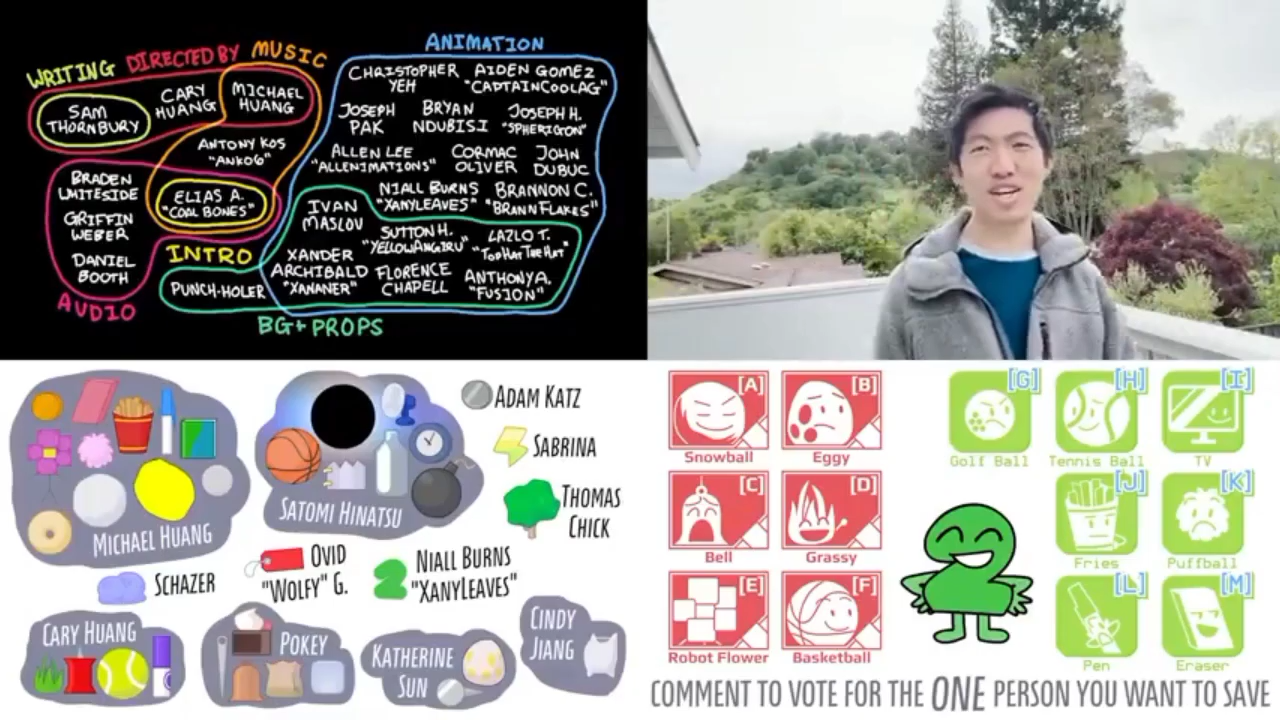 ANIMATION
WRITING DIRECTED BY MUSIC
SAM
THORNBURY
CARY
HUANG
MICHAEL
HUANG
ANTONY KOS
"ANKOG"
BRADEN
WHITESIDE
GRIFFIN
WEBER
DANIEL
BOOTH
AUDIO
ELIAS A.
"COAL BONES"
INTRO
PUNCH-HOLER
BG+PROPS
CHRISTOPHER
YEH
AIDEN GOMEZ
"CAPTAINCOOLAG"
JOSEPH
PAK
BRYAN
NDUBISI
JOSEPH H.
"SPHERIGON"
ALLEN LEE
"ALLENIMATIONS"
CORMAC
OLIVER
JOHN
DUBUC
NIALL BURNS
"XANYLEAVES"
BRANNON C.
"BRANNFLAKES"
IVAN
MASLOV
SUTTON H.
"YELLOWANGIRU"
LAZLO T.
"TOPHATTHEHAT"
XANDER
ARCHIBALD
"XANANER"
FLORENCE
CHAPELL
ANTHONY A.
"FUSION"
MICHAEL HUANG
SATOMI HINATSU
ADAM KATZ
SABRINA
THOMAS
CHICK
SCHAZER
OVID
"WOLFY" G.
NIALL BURNS
"XANYLEAVES"
CARY HUANG
POKEY
KATHERINE
SUN
CINDY
JIANG
[A]
Snowball
[B]
Eggy
[C]
Bell
[D]
Grassy
[E]
Robot Flower
[F]
Basketball
[G]
Golf Ball
[H]
Tennis Ball
[I]
TV
[J]
Fries
[K]
Puffball
[L]
Pen
[M]
Eraser
COMMENT TO VOTE FOR THE ONE PERSON YOU WANT TO SAVE